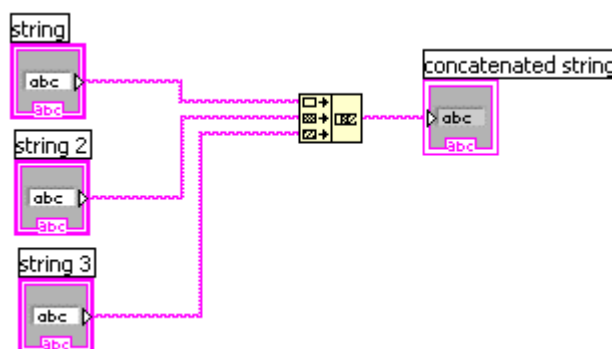 string
abc
abc
concatenated string
abc
abc
string 2
abc
abc
string 3
abc
abc